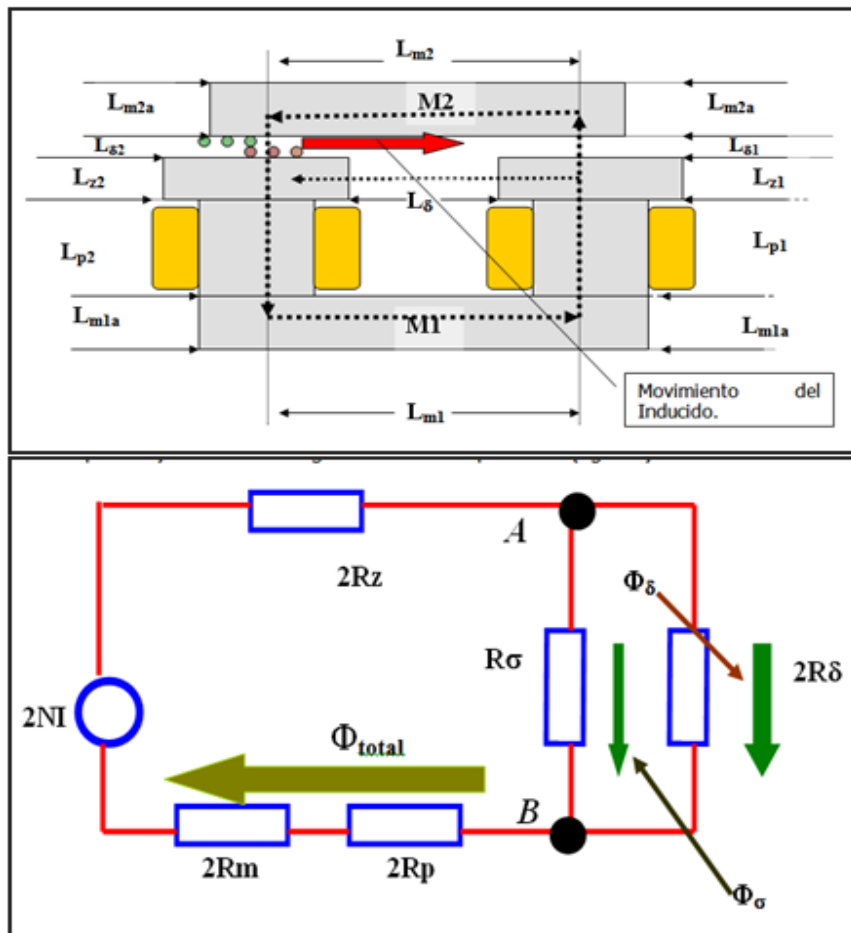 Lm2
Lm2a
M2
Lm2a
Lδ2
Lδ1
Lz2
Lz1
Lδ
Lp2
Lp1
Lm1a
M1
Lm1a
Movimiento del
Inducido.
Lm1
A
2Rz
Φδ
Rσ
2Rδ
2NI
Φtotal
B
2Rm
2Rp
Φσ